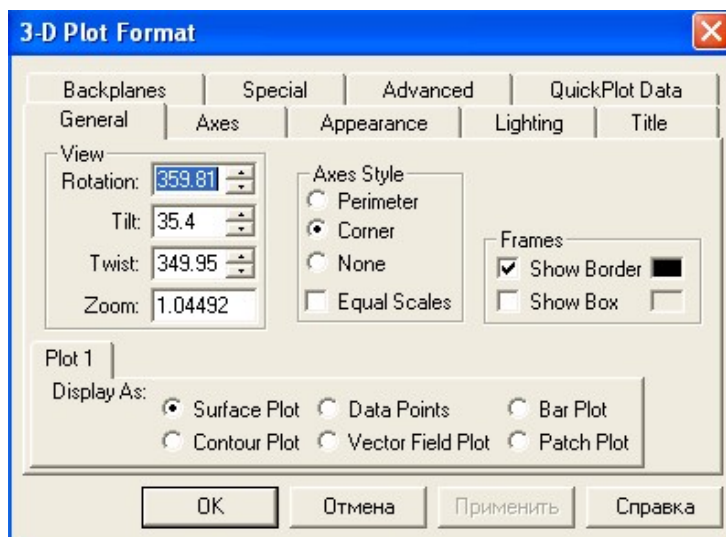 3-D Plot Format
Backplanes Special Advanced QuickPlot Data
General Axes Appearance Lighting Title
View
Rotation: 359.81
Tilt: 35.4
Twist: 349.95
Zoom: 1.04492
Axes Style
Perimeter
Corner
None
Equal Scales
Frames
Show Border
Show Box
Plot 1
Display As:
Surface Plot Data Points Bar Plot
Contour Plot Vector Field Plot Patch Plot
OK Отмена Применить Справка